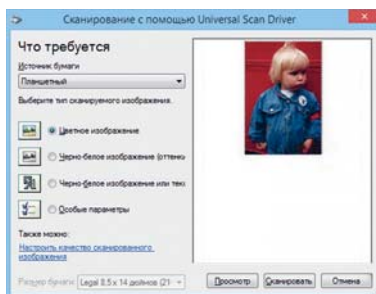 Сканирование с помощью Universal Scan Driver
Что требуется
Источник бумаги
Планшетный
Выберите тип сканируемого изображения.
Цветное изображение
Черно-белое изображение (оттенки
Черно-белое изображение или текс
Особые параметры
Также можно:
Настроить качество сканированного
изображения
Размер бумаги: Legal 8,5 x 14 дюймов (21
Просмотр Сканировать Отмена